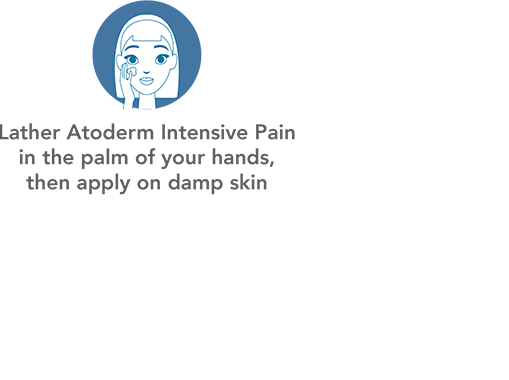 Lather Atoderm Intensive Pain
in the palm of your hands,
then apply on damp skin